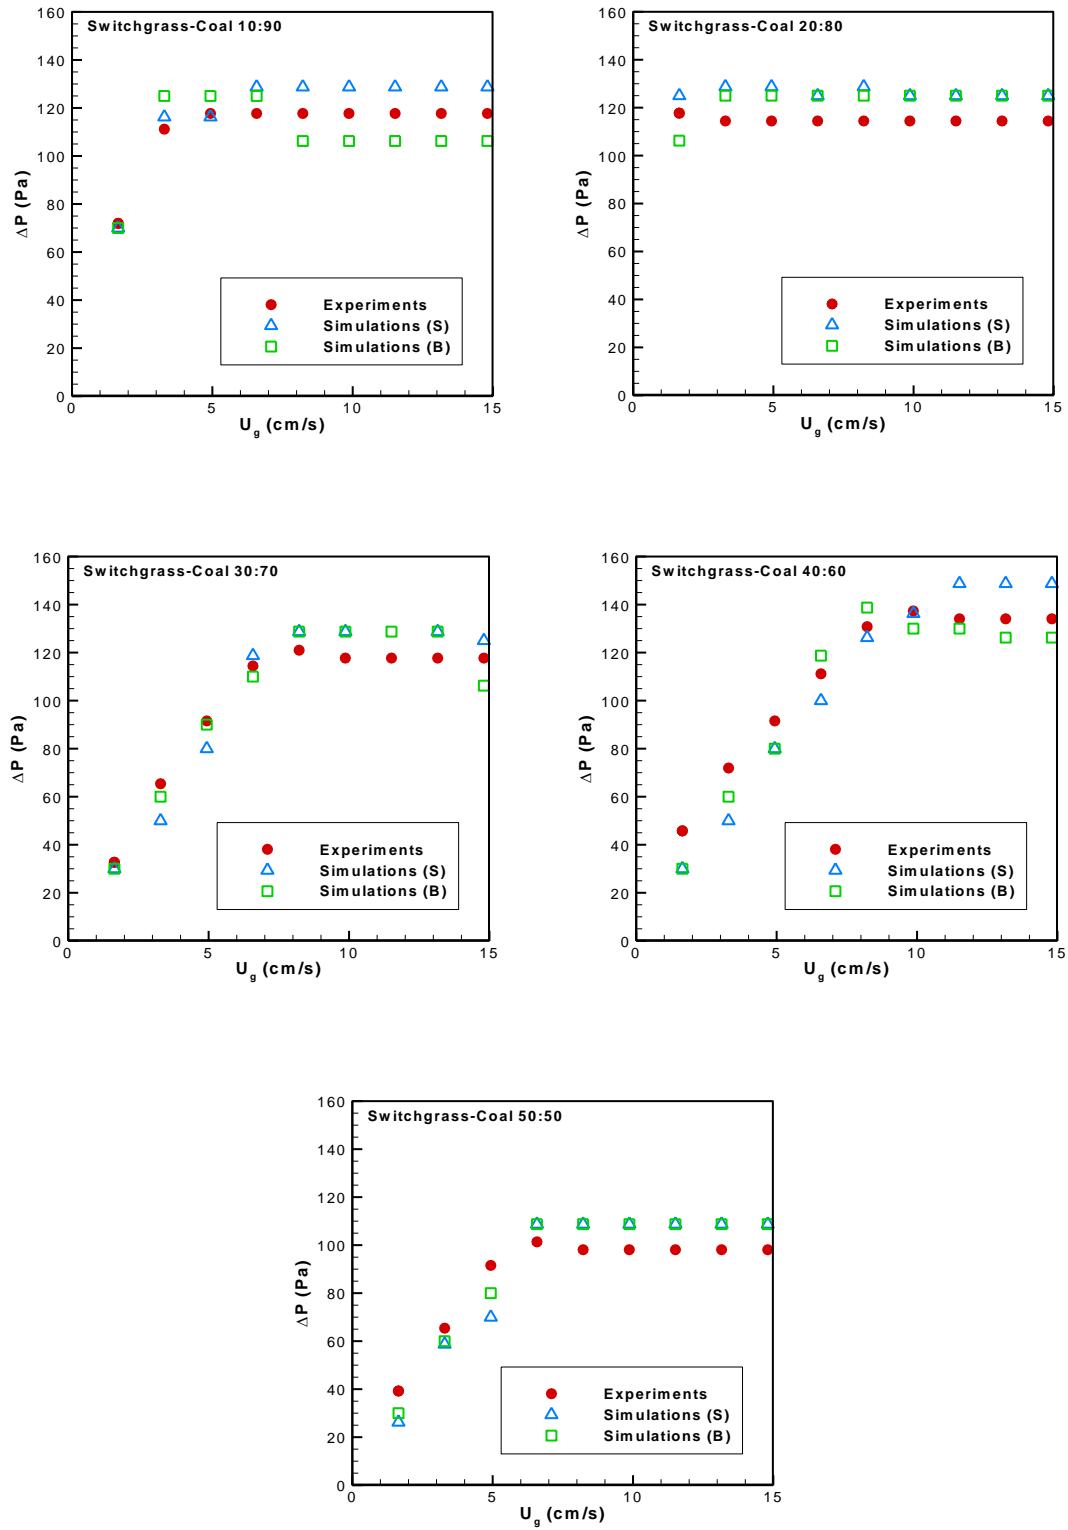 Switchgrass-Coal 10:90
160
140
120
100
80
60
40
20
0
ΔP (Pa)
Experiments
Simulations (S)
Simulations (B)
0 5 10 15
U_g (cm/s)
Switchgrass-Coal 20:80
160
140
120
100
80
60
40
20
0
ΔP (Pa)
Experiments
Simulations (S)
Simulations (B)
0 5 10 15
U_g (cm/s)
Switchgrass-Coal 30:70
160
140
120
100
80
60
40
20
0
ΔP (Pa)
Experiments
Simulations (S)
Simulations (B)
0 5 10 15
U_g (cm/s)
Switchgrass-Coal 40:60
160
140
120
100
80
60
40
20
0
ΔP (Pa)
Experiments
Simulations (S)
Simulations (B)
0 5 10 15
U_g (cm/s)
Switchgrass-Coal 50:50
160
140
120
100
80
60
40
20
0
ΔP (Pa)
Experiments
Simulations (S)
Simulations (B)
0 5 10 15
U_g (cm/s)